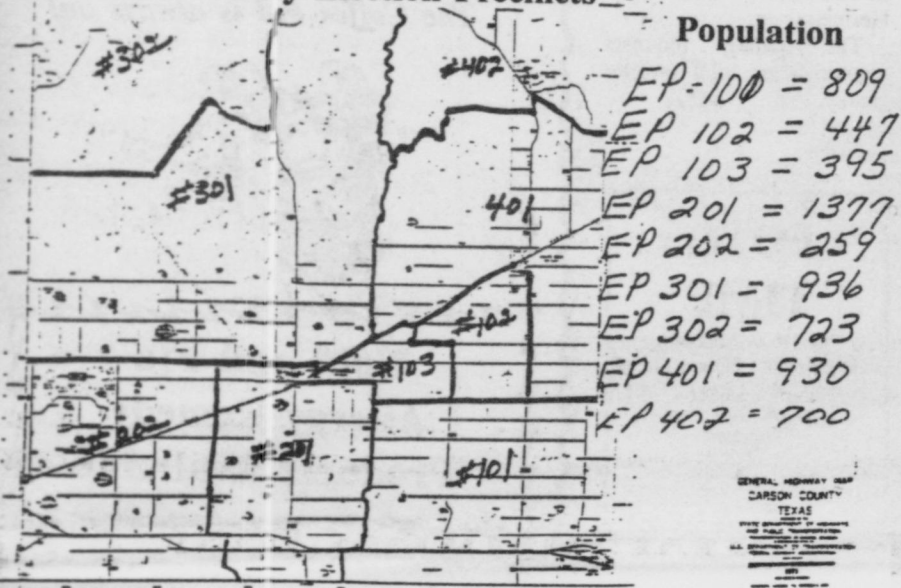 Election Precincts
Population
EP-100 = 809
EP 102 = 447
EP 103 = 395
EP 201 = 1377
EP 202 = 259
EP 301 = 936
EP 302 = 723
EP 401 = 930
EP 402 = 700
#302
#402
#301
401
#102
#103
#202
#201
#101
GENERAL HIGHWAY MAP
CARSON COUNTY
TEXAS